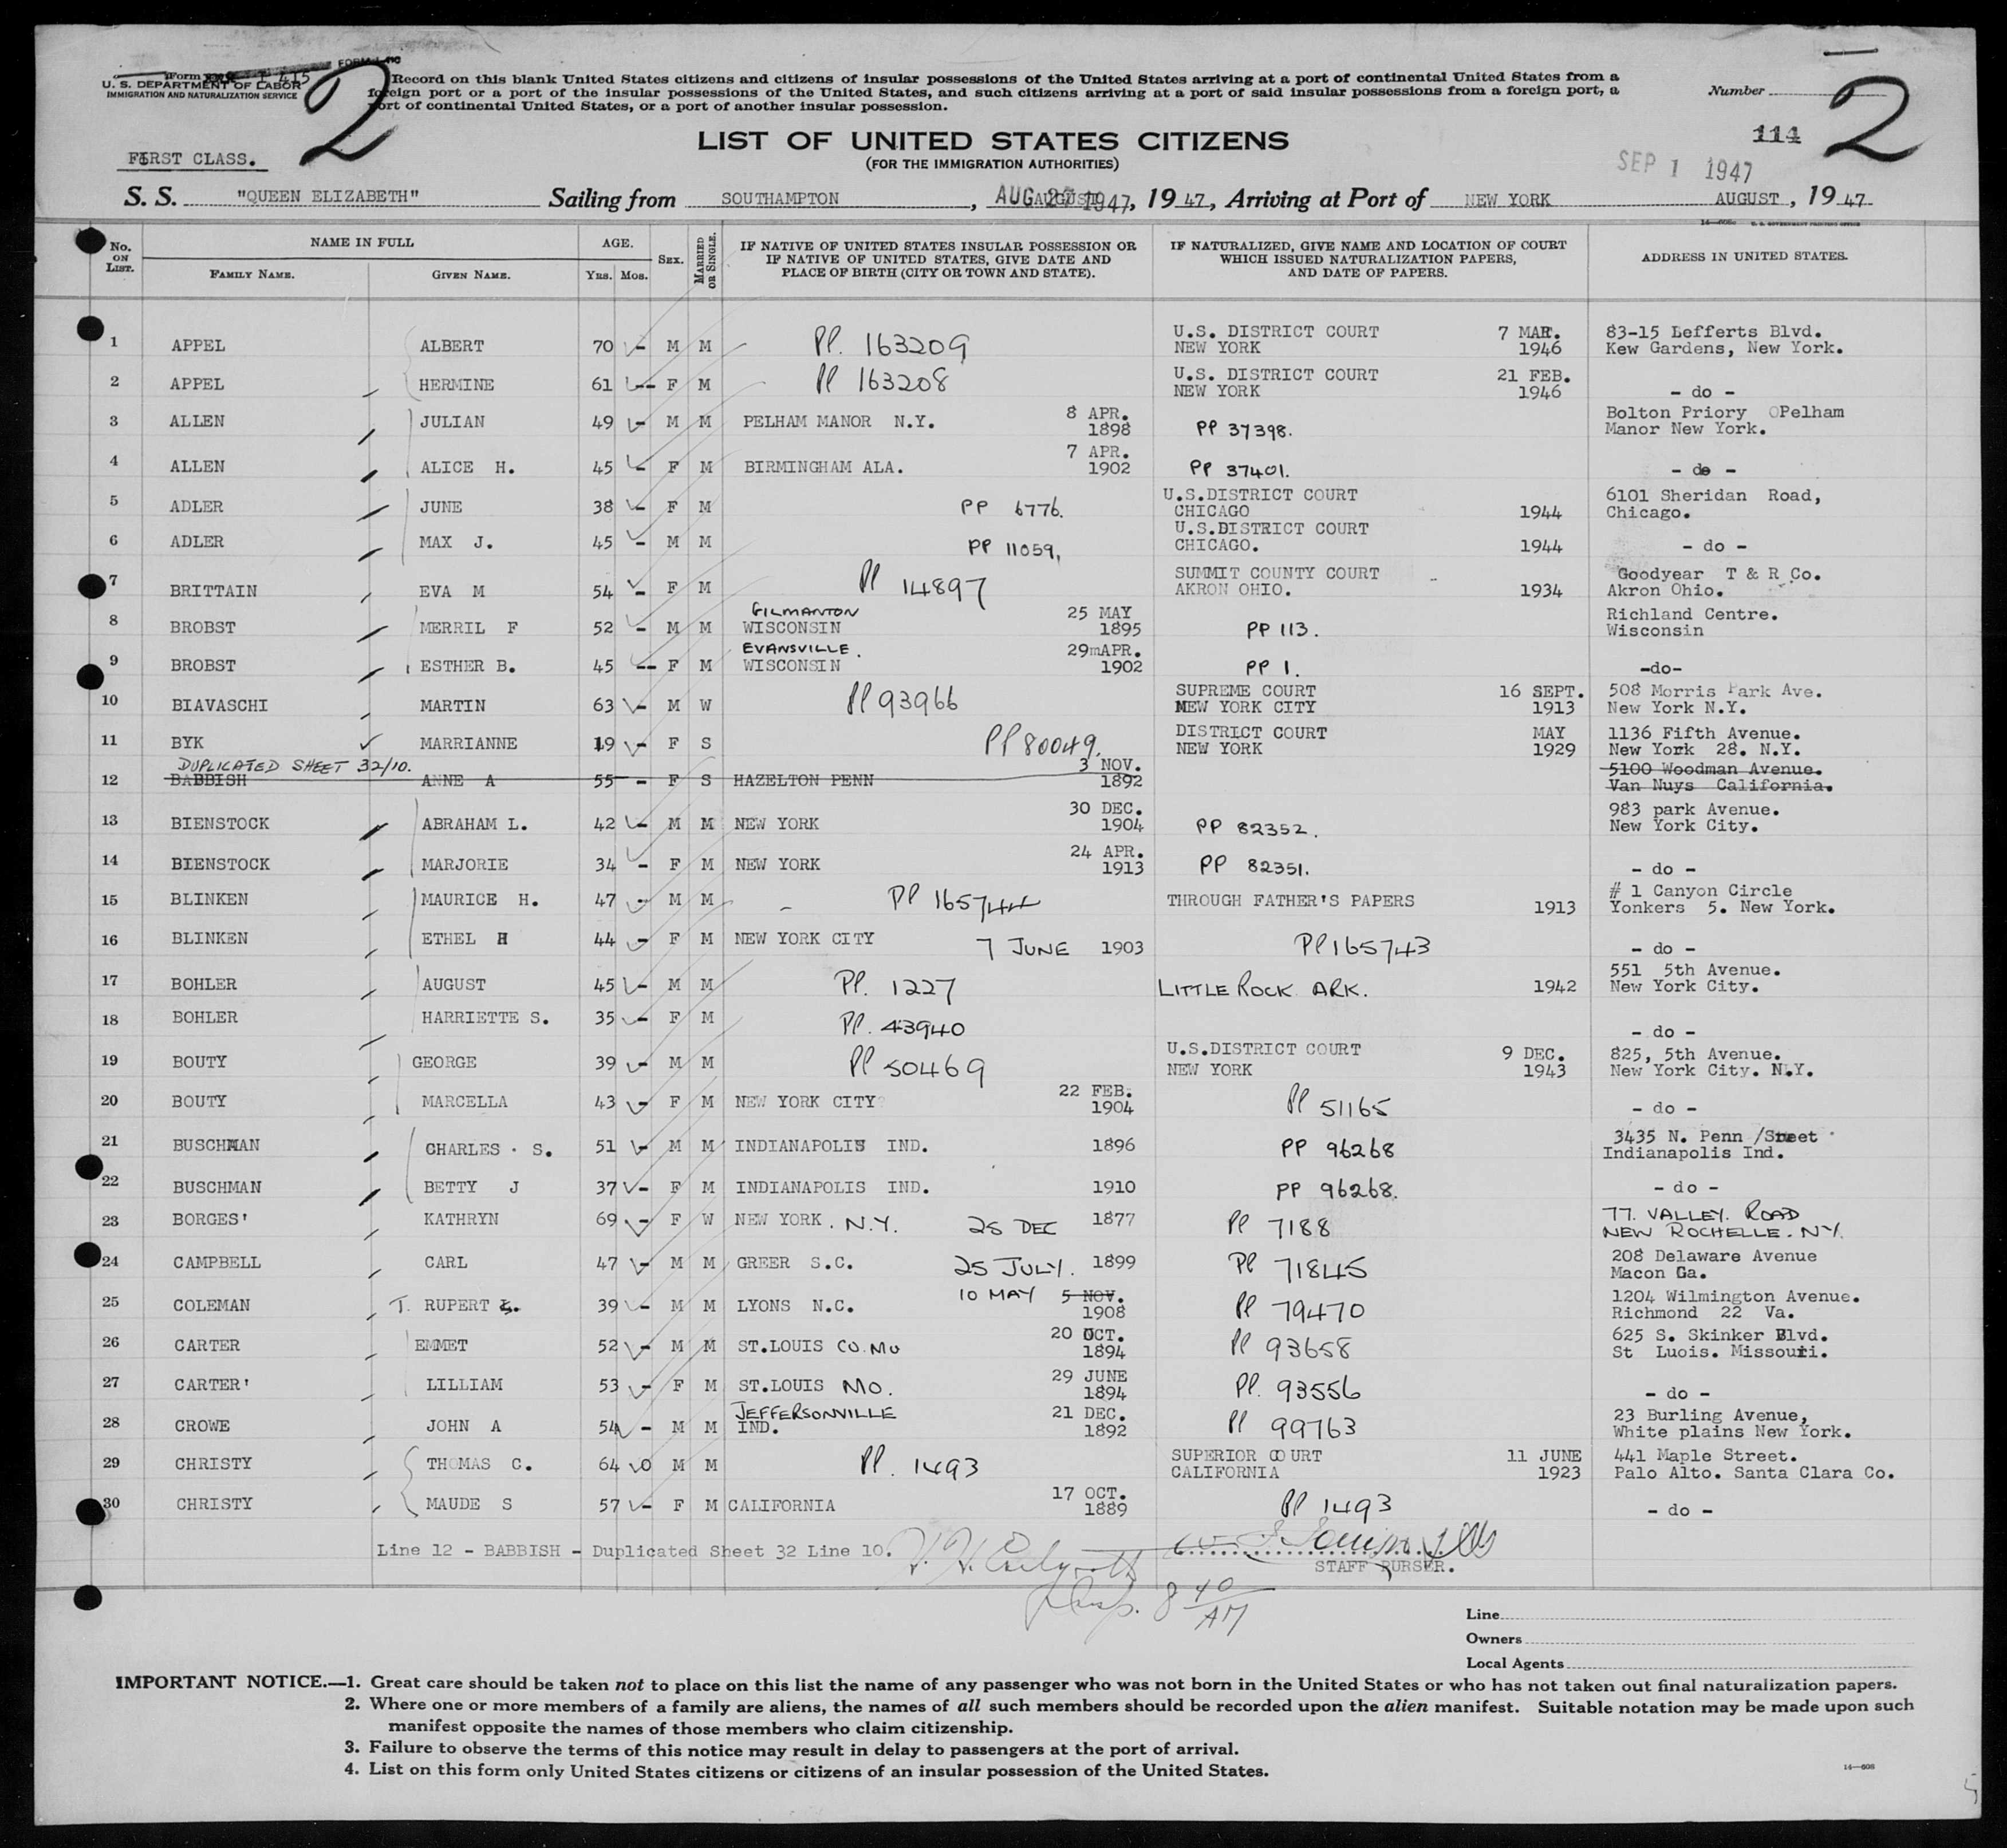 Form I 415
U. S. DEPARTMENT OF LABOR
IMMIGRATION AND NATURALIZATION SERVICE
2
Record on this blank United States citizens and citizens of insular possessions of the United States arriving at a port of continental United States from a
foreign port or a port of the insular possessions of the United States, and such citizens arriving at a port of said insular possessions from a foreign port, a
port of continental United States, or a port of another insular possession.
Number
114
2
LIST OF UNITED STATES CITIZENS
(FOR THE IMMIGRATION AUTHORITIES)
FIRST CLASS.
SEP 1 1947
S. S. "QUEEN ELIZABETH" Sailing from SOUTHAMPTON, AUG 1947, 1947, Arriving at Port of NEW YORK AUGUST, 1947.
No. ON LIST. NAME IN FULL FAMILY NAME. GIVEN NAME. AGE. Yrs. Mos. SEX. MARRIED OR SINGLE. IF NATIVE OF UNITED STATES INSULAR POSSESSION OR IF NATIVE OF UNITED STATES, GIVE DATE AND PLACE OF BIRTH (CITY OR TOWN AND STATE). IF NATURALIZED, GIVE NAME AND LOCATION OF COURT WHICH ISSUED NATURALIZATION PAPERS, AND DATE OF PAPERS. ADDRESS IN UNITED STATES.
1 APPEL ALBERT 70 - M M PP. 163209 U.S. DISTRICT COURT NEW YORK 7 MAR. 1946 83-15 Lefferts Blvd. Kew Gardens, New York.
2 APPEL HERMINE 61 -- F M PP 163208 U.S. DISTRICT COURT NEW YORK 21 FEB. 1946 - do -
3 ALLEN JULIAN 49 - M M PELHAM MANOR N.Y. 8 APR. 1898 PP 37398. Bolton Priory Pelham Manor New York.
4 ALLEN ALICE H. 45 - F M BIRMINGHAM ALA. 7 APR. 1902 PP 37401. - do -
5 ADLER JUNE 38 - F M PP 6776. U.S.DISTRICT COURT CHICAGO 1944 6101 Sheridan Road, Chicago.
6 ADLER MAX J. 45 - M M PP 11059. U.S.DISTRICT COURT CHICAGO. 1944 - do -
7 BRITTAIN EVA M 54 - F M PP 14897 SUMMIT COUNTY COURT AKRON OHIO. 1934 Goodyear T & R Co. Akron Ohio.
8 BROBST MERRIL F 52 - M M GILMANTON WISCONSIN 25 MAY 1895 PP 113. Richland Centre. Wisconsin
9 BROBST ESTHER B. 45 -- F M EVANSVILLE. WISCONSIN 29mAPR. 1902 PP 1. -do-
10 BIAVASCHI MARTIN 63 - M W PP 93966 SUPREME COURT NEW YORK CITY 16 SEPT. 1913 508 Morris Park Ave. New York N.Y.
11 BYK MARRIANNE 19 - F S PP 80049. DISTRICT COURT NEW YORK MAY 1929 1136 Fifth Avenue. New York 28. N.Y.
DUPLICATED SHEET 32/10.
12 BABBISH ANNE A 55 - F S HAZELTON PENN 3 NOV. 1892 5100 Woodman Avenue. Van Nuys California.
13 BIENSTOCK ABRAHAM L. 42 - M M NEW YORK 30 DEC. 1904 PP 82352. 983 park Avenue. New York City.
14 BIENSTOCK MARJORIE 34 - F M NEW YORK 24 APR. 1913 PP 82351. - do -
15 BLINKEN MAURICE H. 47 - M M - PP 165744 THROUGH FATHER'S PAPERS 1913 # 1 Canyon Circle Yonkers 5. New York.
16 BLINKEN ETHEL H 44 - F M NEW YORK CITY 7 JUNE 1903 PP 165743 - do -
17 BOHLER AUGUST 45 - M M PP. 1227 LITTLE ROCK. ARK. 1942 551 5th Avenue. New York City.
18 BOHLER HARRIETTE S. 35 - F M PP. 43940 - do -
19 BOUTY GEORGE 39 - M M PP 50469 U.S.DISTRICT COURT NEW YORK 9 DEC. 1943 825, 5th Avenue. New York City. N.Y.
20 BOUTY MARCELLA 43 - F M NEW YORK CITY 22 FEB. 1904 PP 51165 - do -
21 BUSCHMAN CHARLES S. 51 - M M INDIANAPOLIS IND. 1896 PP 96268 3435 N. Penn /Street Indianapolis Ind.
22 BUSCHMAN BETTY J 37 - F M INDIANAPOLIS IND. 1910 PP 96268. - do -
23 BORGES' KATHRYN 69 - F W NEW YORK. N.Y. 25 DEC 1877 PP 7188 77. VALLEY. ROAD NEW ROCHELLE. N.Y.
24 CAMPBELL CARL 47 - M M GREER S.C. 25 JULY. 1899 PP 71845 208 Delaware Avenue Macon Ga.
25 COLEMAN T. RUPERT L. 39 - M M LYONS N.C. 10 MAY 5 NOV. 1908 PP 79470 1204 Wilmington Avenue. Richmond 22 Va.
26 CARTER EMMET 52 - M M ST.LOUIS CO. MO 20 OCT. 1894 PP 93658 625 S. Skinker Blvd. St Luois. Missouri.
27 CARTER' LILLIAM 53 - F M ST.LOUIS MO. 29 JUNE 1894 PP. 93556 - do -
28 CROWE JOHN A 54 - M M JEFFERSONVILLE IND. 21 DEC. 1892 PP 99763 23 Burling Avenue, White plains New York.
29 CHRISTY THOMAS C. 64 0 M M PP. 1493 SUPERIOR COURT CALIFORNIA 11 JUNE 1923 441 Maple Street. Palo Alto. Santa Clara Co.
30 CHRISTY MAUDE S 57 - F M CALIFORNIA 17 OCT. 1889 PP 1493 - do -
Line 12 - BABBISH - Duplicated Sheet 32 Line 10.
STAFF PURSER.
8 40 AM
Line
Owners
Local Agents
IMPORTANT NOTICE.—1. Great care should be taken not to place on this list the name of any passenger who was not born in the United States or who has not taken out final naturalization papers.
2. Where one or more members of a family are aliens, the names of all such members should be recorded upon the alien manifest. Suitable notation may be made upon such
manifest opposite the names of those members who claim citizenship.
3. Failure to observe the terms of this notice may result in delay to passengers at the port of arrival.
4. List on this form only United States citizens or citizens of an insular possession of the United States.
14—608